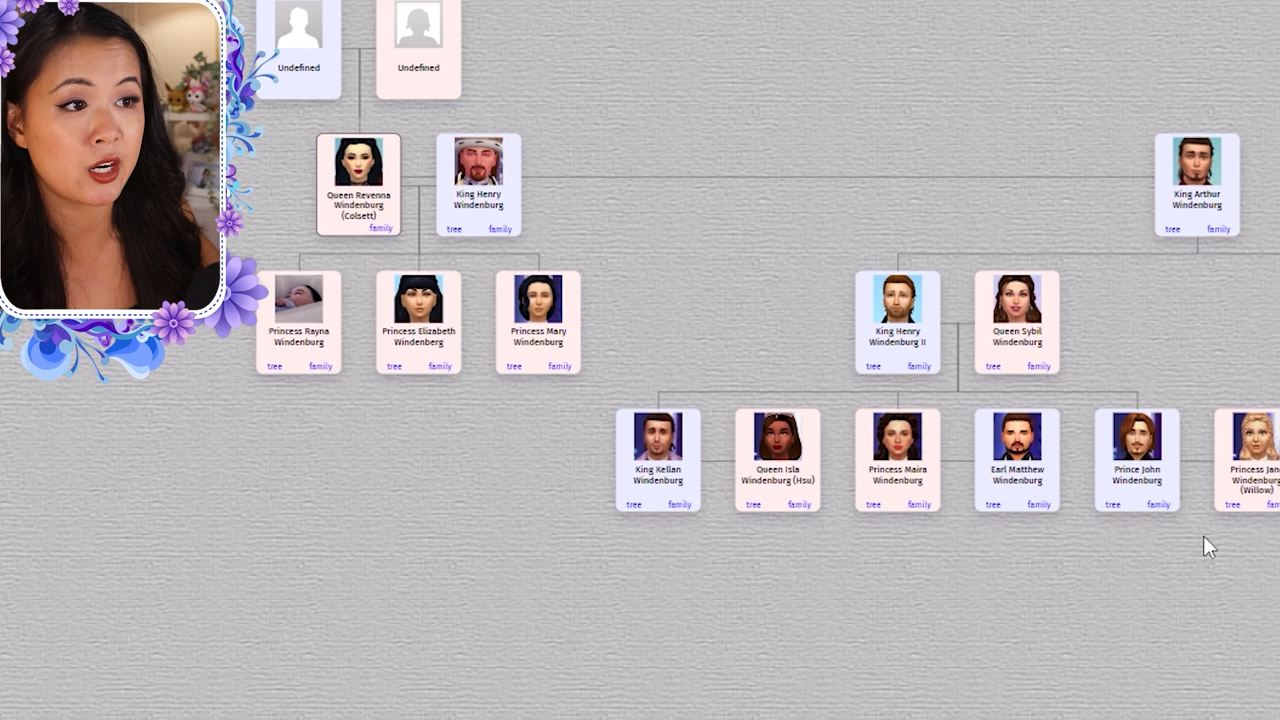 Undefined
Undefined
Queen Revenna
Windenburg
(Colsett)
family
King Henry
Windenburg
tree family
King Arthur
Windenburg
tree family
Princess Rayna
Windenburg
tree family
Princess Elizabeth
Windenberg
tree family
Princess Mary
Windenburg
tree family
King Henry
Windenburg II
tree family
Queen Sybil
Windenburg
tree family
King Kellan
Windenburg
tree family
Queen Isla
Windenburg (Hsu)
tree family
Princess Maira
Windenburg
tree family
Earl Matthew
Windenburg
tree family
Prince John
Windenburg
tree family
Princess
Windenburg
(Willow)
tree